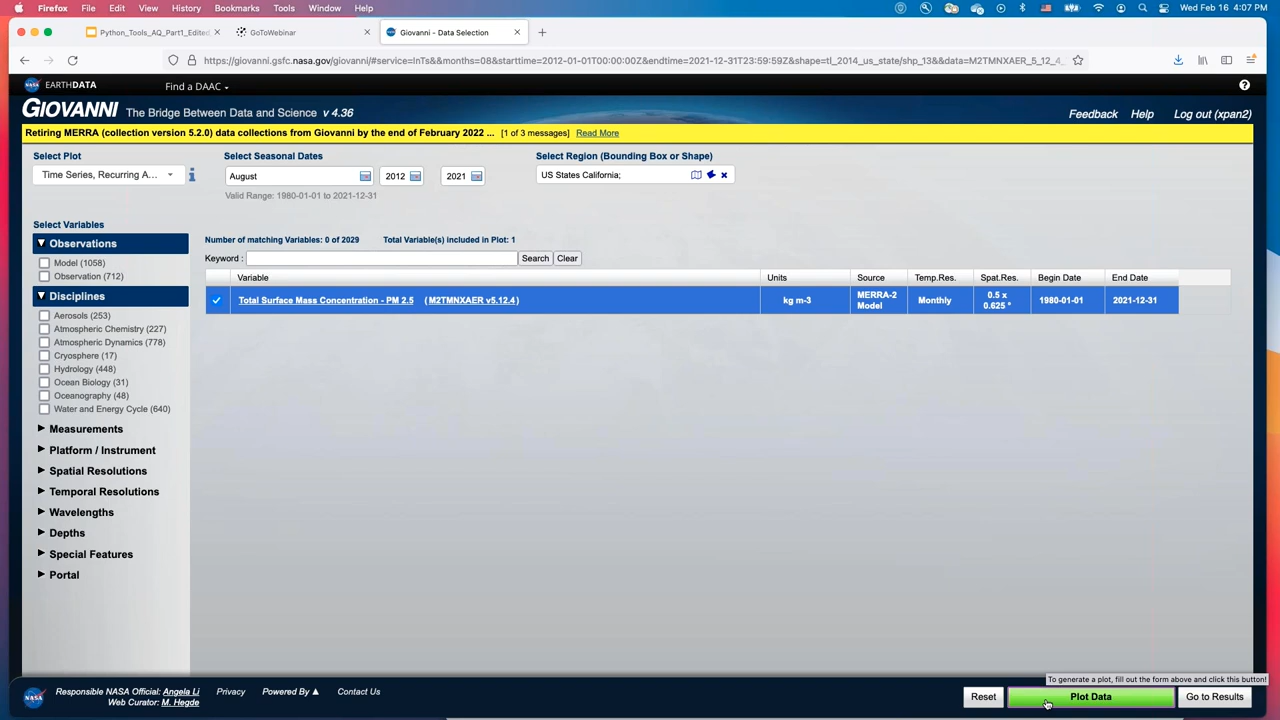 Firefox File Edit View History Bookmarks Tools Window Help Wed Feb 16 4:07 PM
Python_Tools_AQ_Part1_Edited × GoToWebinar × Giovanni - Data Selection × +
https://giovanni.gsfc.nasa.gov/giovanni/#service=InTs&&months=08&starttime=2012-01-01T00:00:00Z&endtime=2021-12-31T23:59:59Z&shape=tl_2014_us_state/shp_13&&data=M2TMNXAER_5_12_4_
EARTHDATA Find a DAAC
GIOVANNI The Bridge Between Data and Science v 4.36 Feedback Help Log out (xpan2)
Retiring MERRA (collection version 5.2.0) data collections from Giovanni by the end of February 2022 ... [1 of 3 messages] Read More
Select Plot Select Seasonal Dates Select Region (Bounding Box or Shape)
Time Series, Recurring A... August 2012 2021 US States California;
Valid Range: 1980-01-01 to 2021-12-31
Select Variables
Observations
Number of matching Variables: 0 of 2029 Total Variable(s) included in Plot: 1
Keyword : Search Clear
Model (1058)
Observation (712)
Variable Units Source Temp.Res. Spat.Res. Begin Date End Date
Total Surface Mass Concentration - PM 2.5 (M2TMNXAER v5.12.4) kg m-3 MERRA-2 Model Monthly 0.5 x 0.625 ° 1980-01-01 2021-12-31
Disciplines
Aerosols (253)
Atmospheric Chemistry (227)
Atmospheric Dynamics (778)
Cryosphere (17)
Hydrology (448)
Ocean Biology (31)
Oceanography (48)
Water and Energy Cycle (640)
Measurements
Platform / Instrument
Spatial Resolutions
Temporal Resolutions
Wavelengths
Depths
Special Features
Portal
To generate a plot, fill out the form above and click this button!
NASA Responsible NASA Official: Angela Li Privacy Powered By Contact Us Reset Plot Data Go to Results
Web Curator: M. Hegde